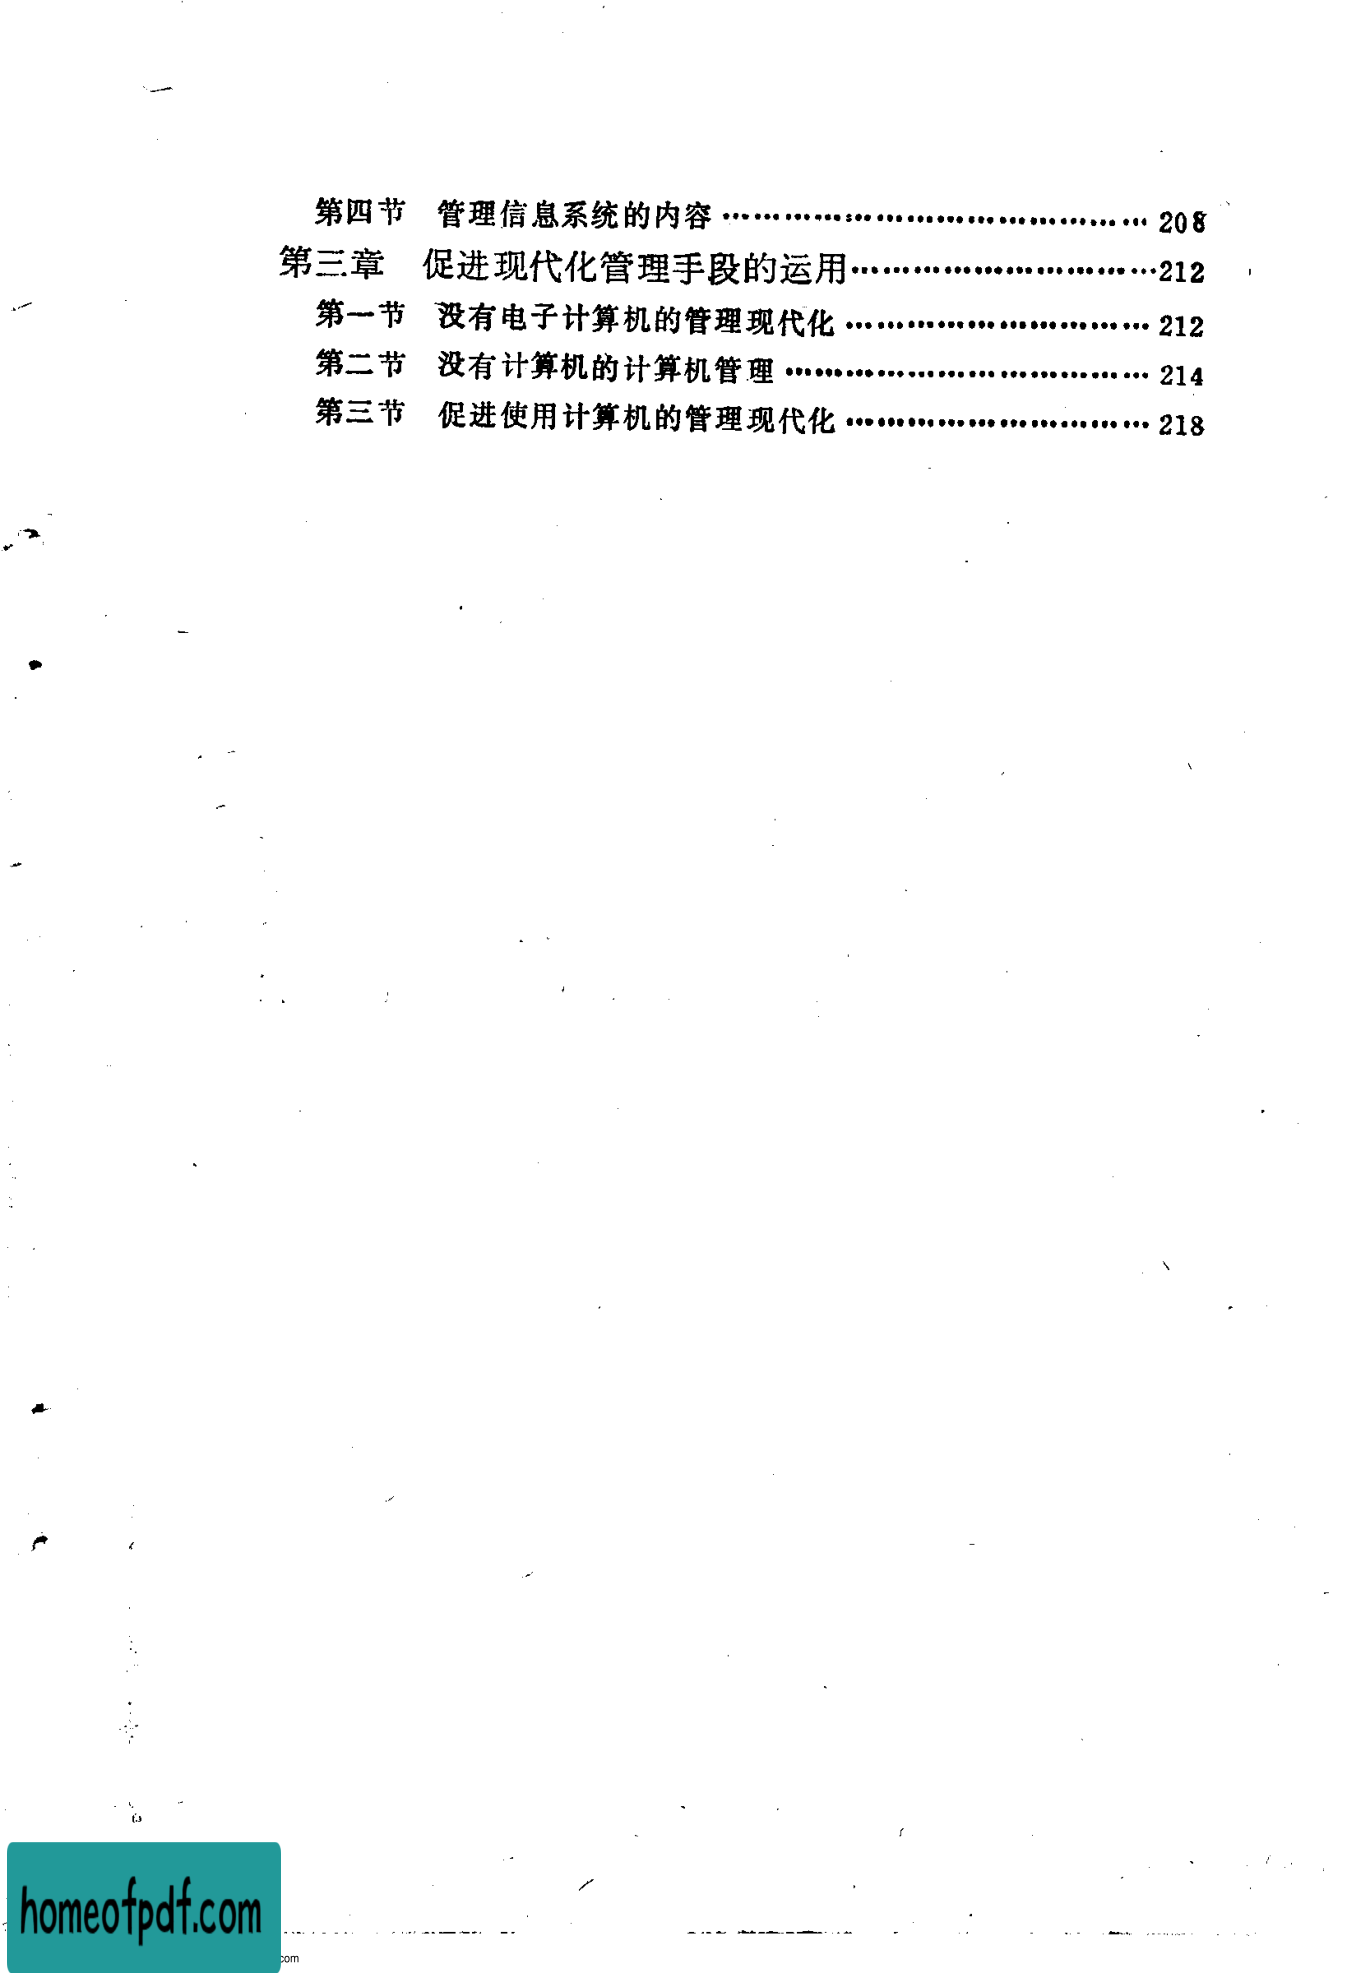 第四节 管理信息系统的内容……………………………………208
第三章 促进现代化管理手段的运用…………………………212
第一节 没有电子计算机的管理现代化…………………………212
第二节 没有计算机的计算机管理………………………………214
第三节 促进使用计算机的管理现代化…………………………218
homeofpdf.com
com